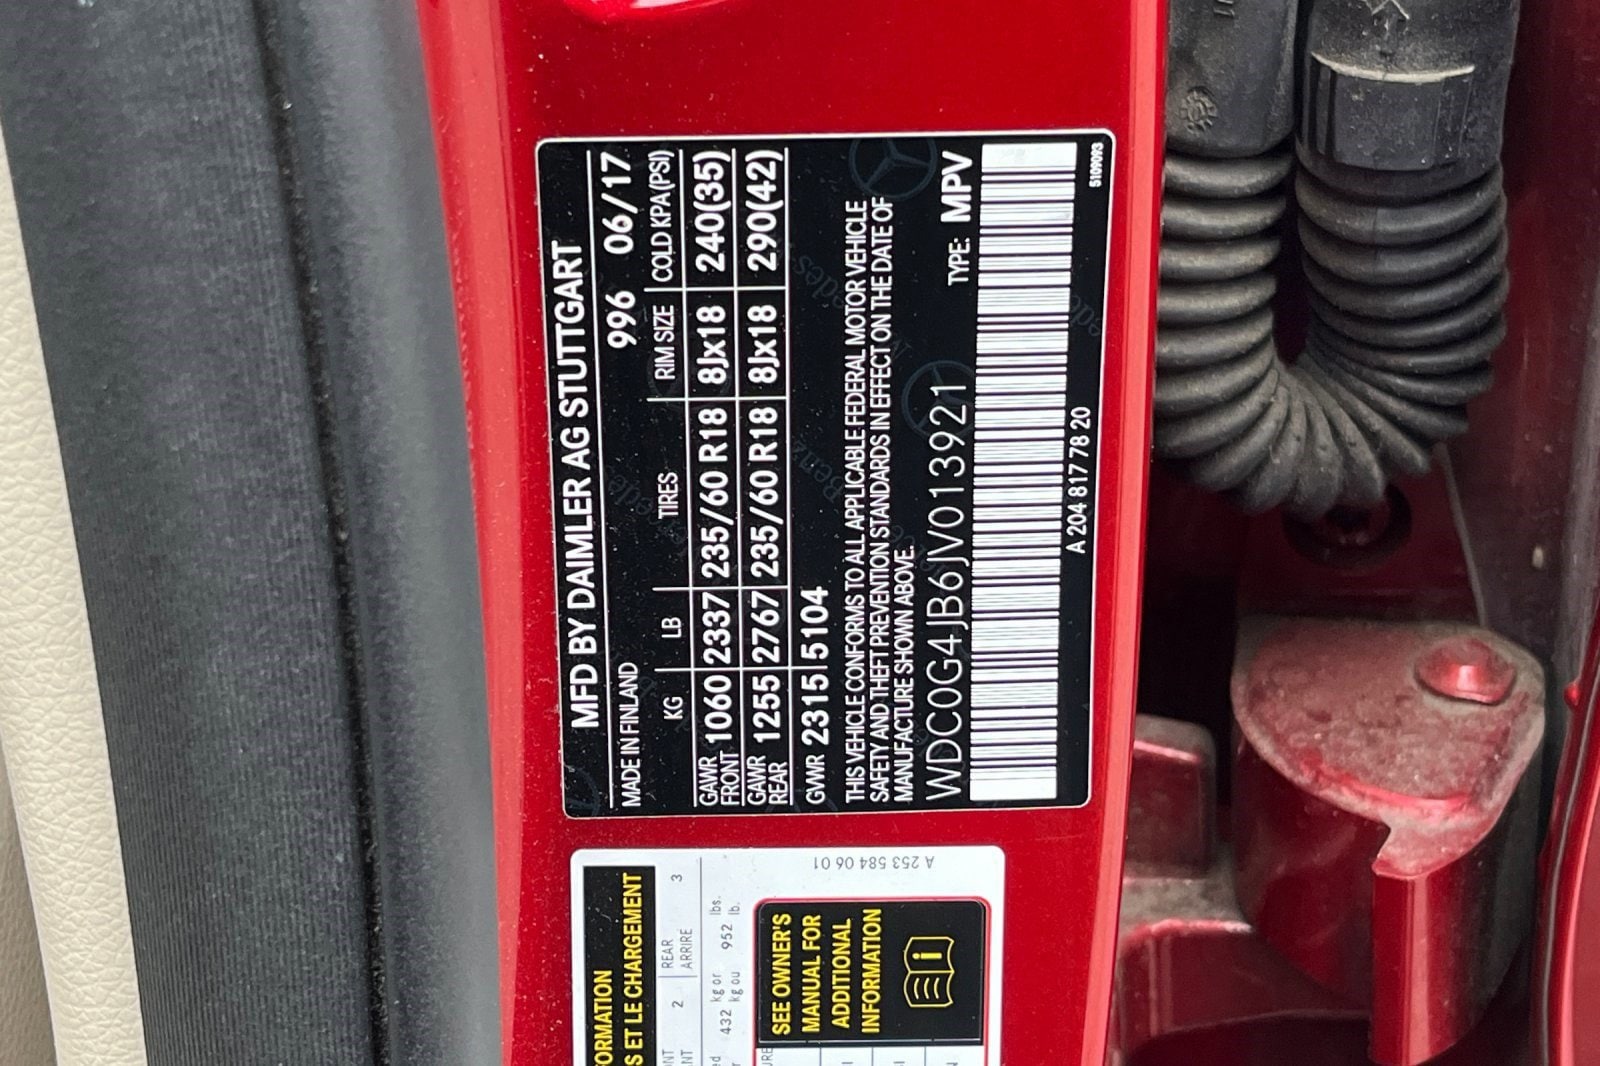 MFD BY DAIMLER AG STUTTGART
MADE IN FINLAND 996 06/17
KG LB TIRES RIM SIZE COLD KPA(PSI)
GAWR FRONT 1060 2337 235/60 R18 8Jx18 240(35)
GAWR REAR 1255 2767 235/60 R18 8Jx18 290(42)
GVWR 2315 5104
THIS VEHICLE CONFORMS TO ALL APPLICABLE FEDERAL MOTOR VEHICLE
SAFETY AND THEFT PREVENTION STANDARDS IN EFFECT ON THE DATE OF
MANUFACTURE SHOWN ABOVE.
WDC0G4JB6JV013921 TYPE: MPV
A 204 817 78 20
5109093
ORMATION
S ET LE CHARGEMENT
2 REAR 3
ARRIRE
432 kg or lbs.
kg ou 952 lb.
SEE OWNER'S
MANUAL FOR
ADDITIONAL
INFORMATION
A 253 584 06 01